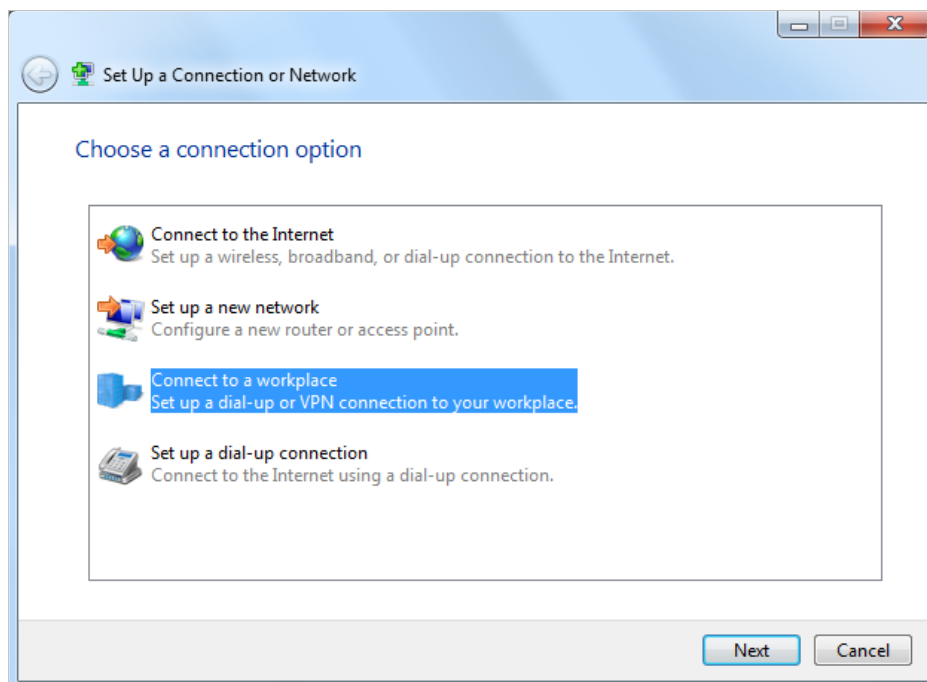 Set Up a Connection or Network
Choose a connection option
Connect to the Internet
Set up a wireless, broadband, or dial-up connection to the Internet.
Set up a new network
Configure a new router or access point.
Connect to a workplace
Set up a dial-up or VPN connection to your workplace.
Set up a dial-up connection
Connect to the Internet using a dial-up connection.
Next
Cancel